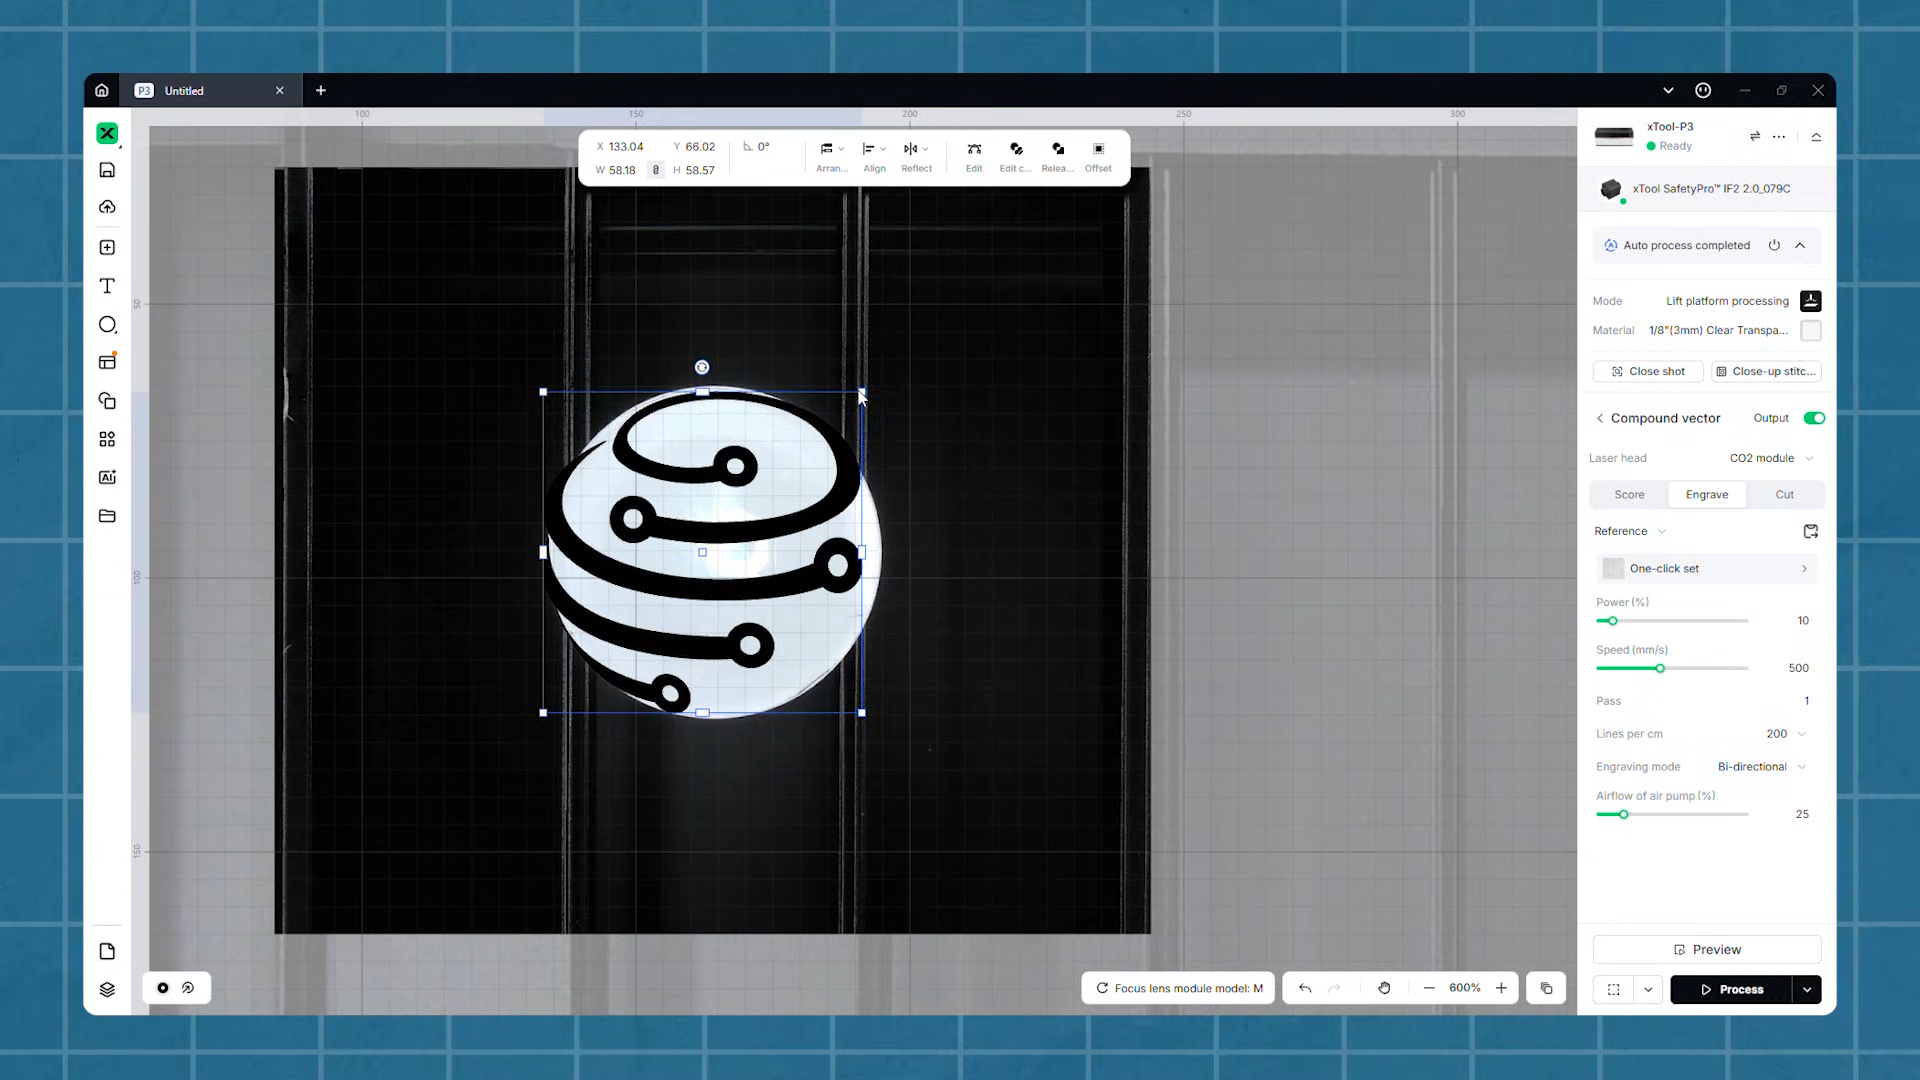 P3 Untitled
100 150 200 250 300
X 133.04 Y 66.02 0°
W 58.18 H 58.57
Arran... Align Reflect Edit Edit c... Relea... Offset
50
100
150
AI
xTool-P3
Ready
xTool SafetyPro™ IF2 2.0_079C
Auto process completed
Mode Lift platform processing
Material 1/8"(3mm) Clear Transpa...
Close shot Close-up stitc...
Compound vector Output
Laser head CO2 module
Score Engrave Cut
Reference
One-click set
Power (%)
10
Speed (mm/s)
500
Pass 1
Lines per cm 200
Engraving mode Bi-directional
Airflow of air pump (%)
25
Preview
Focus lens module model: M 600%
Process